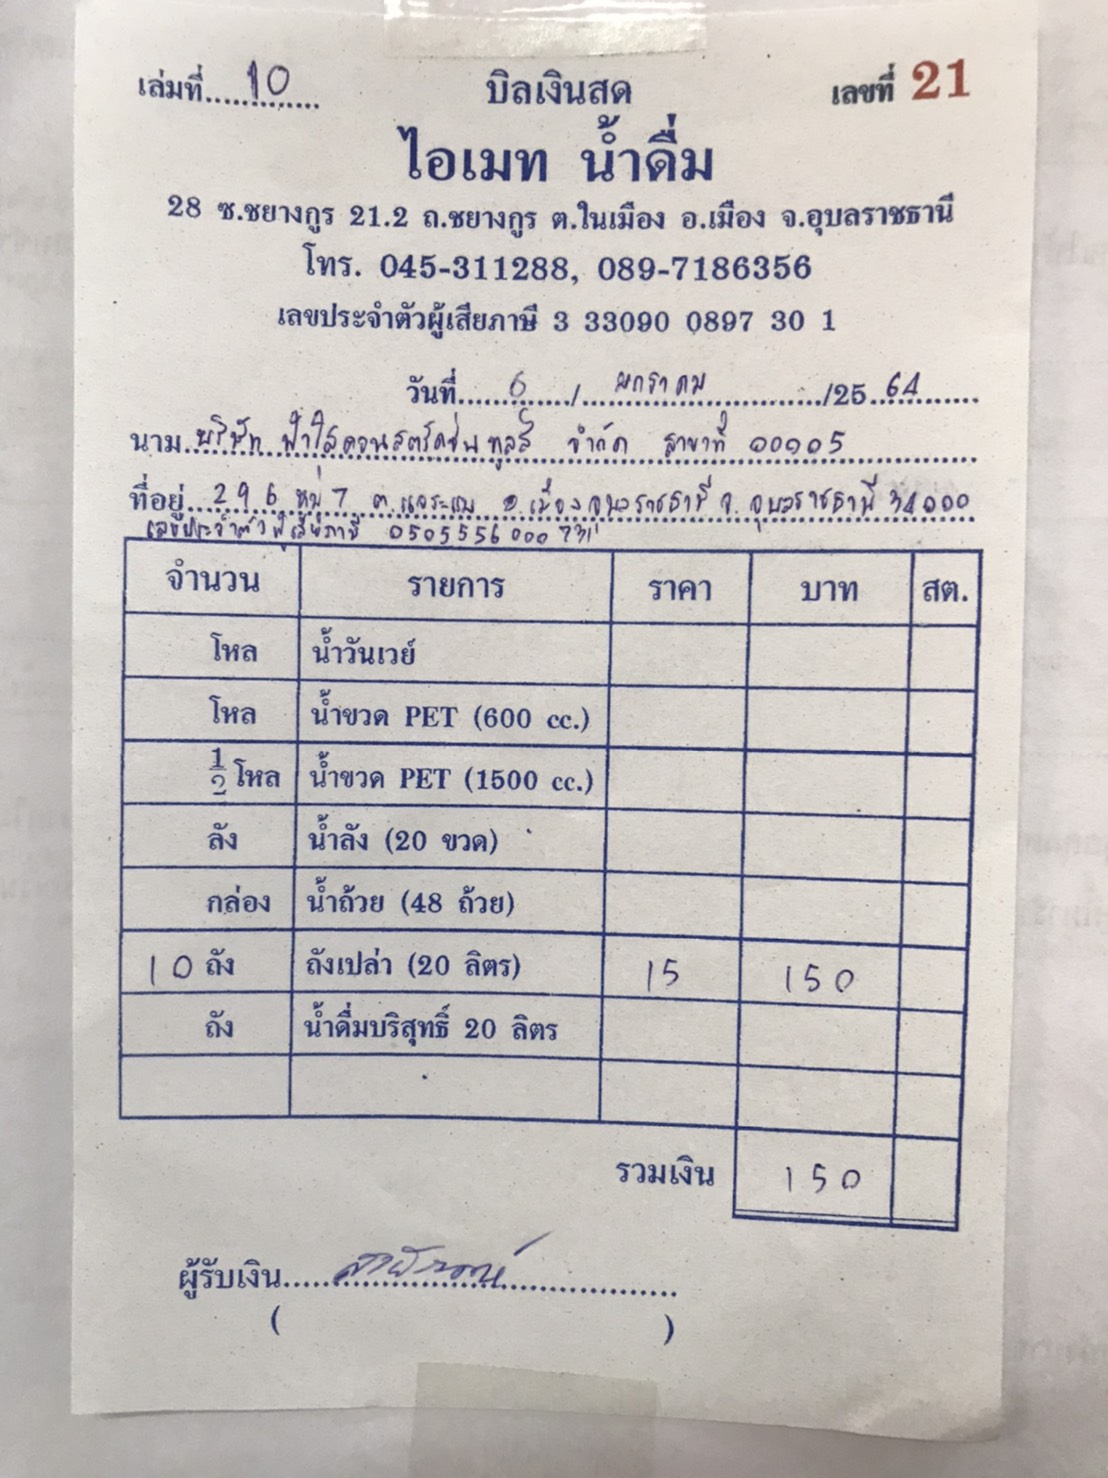 เล่มที่ 10 บิลเงินสด เลขที่ 21
ไอเมท น้ำดื่ม
28 ซ.ชยางกูร 21.2 ถ.ชยางกูร ต.ในเมือง อ.เมือง จ.อุบลราชธานี
โทร. 045-311288, 089-7186356
เลขประจำตัวผู้เสียภาษี 3 33090 0897 30 1
วันที่ 6 / มกราคม /25 64
นาม บริษัท ฟ้าใสคอนสตรัคชั่น ทูลส์ จำกัด สาขาที่ 00005
ที่อยู่ 296 หมู่ 7 ต.แจระแม อ.เมืองอุบลราชธานี จ.อุบลราชธานี 34000
เลขประจำตัวผู้เสียภาษี 0505556000731
จำนวน รายการ ราคา บาท สต.
โหล น้ำวันเวย์
โหล น้ำขวด PET (600 cc.)
1/2 โหล น้ำขวด PET (1500 cc.)
ลัง น้ำลัง (20 ขวด)
กล่อง น้ำถ้วย (48 ถ้วย)
10 ถัง ถังเปล่า (20 ลิตร) 15 150
ถัง น้ำดื่มบริสุทธิ์ 20 ลิตร
รวมเงิน 150
ผู้รับเงิน
( )